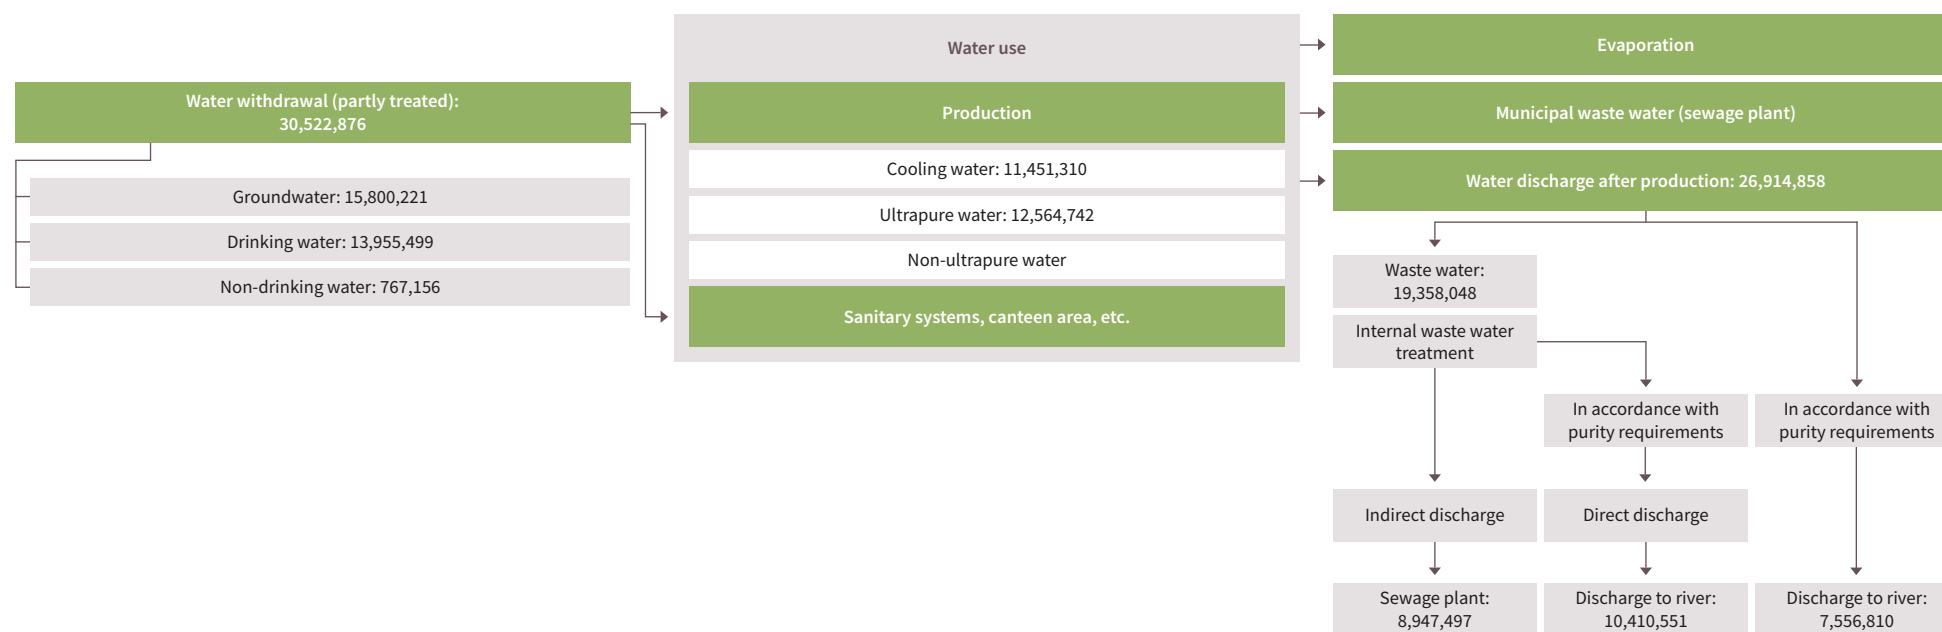 Water withdrawal (partly treated):
30,522,876
Groundwater: 15,800,221
Drinking water: 13,955,499
Non-drinking water: 767,156
Water use
Production
Cooling water: 11,451,310
Ultrapure water: 12,564,742
Non-ultrapure water
Sanitary systems, canteen area, etc.
Evaporation
Municipal waste water (sewage plant)
Water discharge after production: 26,914,858
Waste water:
19,358,048
Internal waste water
treatment
In accordance with
purity requirements
In accordance with
purity requirements
Indirect discharge
Direct discharge
Sewage plant:
8,947,497
Discharge to river:
10,410,551
Discharge to river:
7,556,810